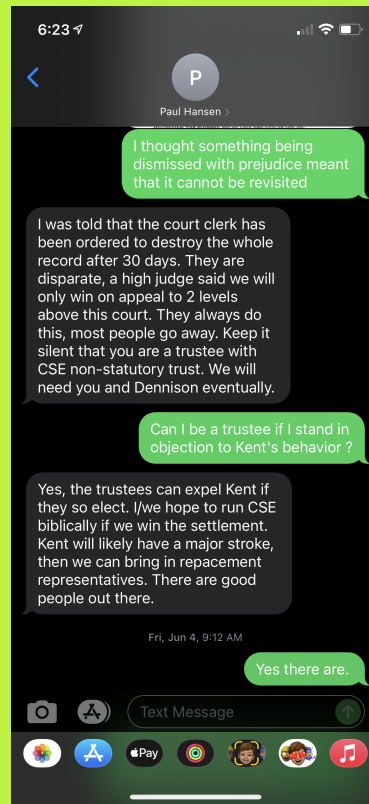 6:23
P
Paul Hansen
I thought something being
dismissed with prejudice meant
that it cannot be revisited
I was told that the court clerk has
been ordered to destroy the whole
record after 30 days. They are
disparate, a high judge said we will
only win on appeal to 2 levels
above this court. They always do
this, most people go away. Keep it
silent that you are a trustee with
CSE non-statutory trust. We will
need you and Dennison eventually.
Can I be a trustee if I stand in
objection to Kent's behavior ?
Yes, the trustees can expel Kent if
they so elect. I/we hope to run CSE
biblically if we win the settlement.
Kent will likely have a major stroke,
then we can bring in repacement
representatives. There are good
people out there.
Fri, Jun 4, 9:12 AM
Yes there are.
Text Message
Pay